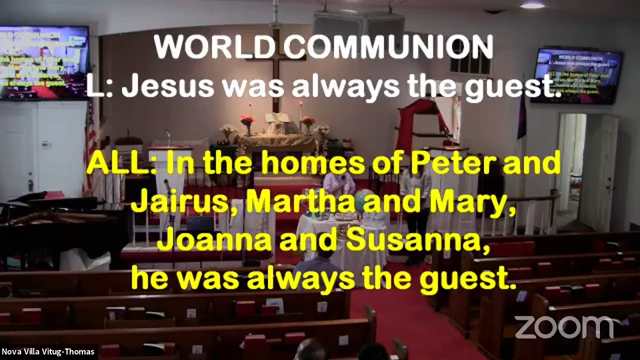 WORLD COMMUNION
L: Jesus was always the guest.
ALL: In the homes of Peter and
Jairus, Martha and Mary,
Joanna and Susanna,
he was always the guest.
Nova Villa Vitug-Thomas
zoom